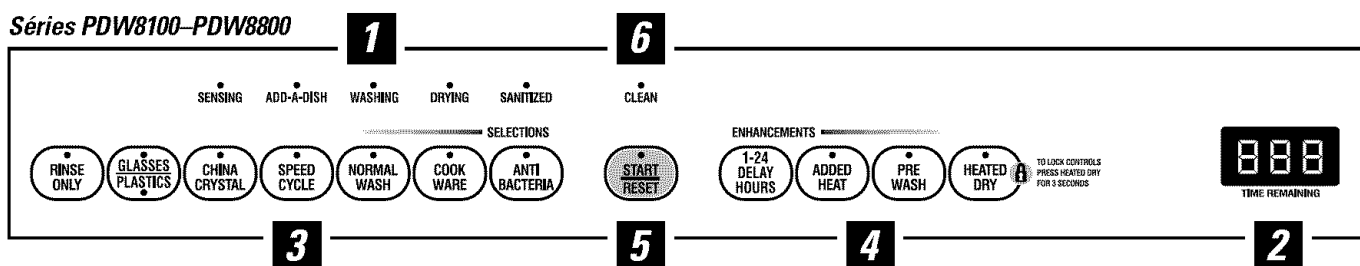 Séries PDW8100–PDW8800
1
6
SENSING
ADD-A-DISH
WASHING
DRYING
SANITIZED
CLEAN
SELECTIONS
ENHANCEMENTS
RINSE
ONLY
GLASSES
PLASTICS
CHINA
CRYSTAL
SPEED
CYCLE
NORMAL
WASH
COOK
WARE
ANTI
BACTERIA
START
RESET
1-24
DELAY
HOURS
ADDED
HEAT
PRE
WASH
HEATED
DRY
TO LOCK CONTROLS
PRESS HEATED DRY
FOR 3 SECONDS
888
TIME REMAINING
3
5
4
2